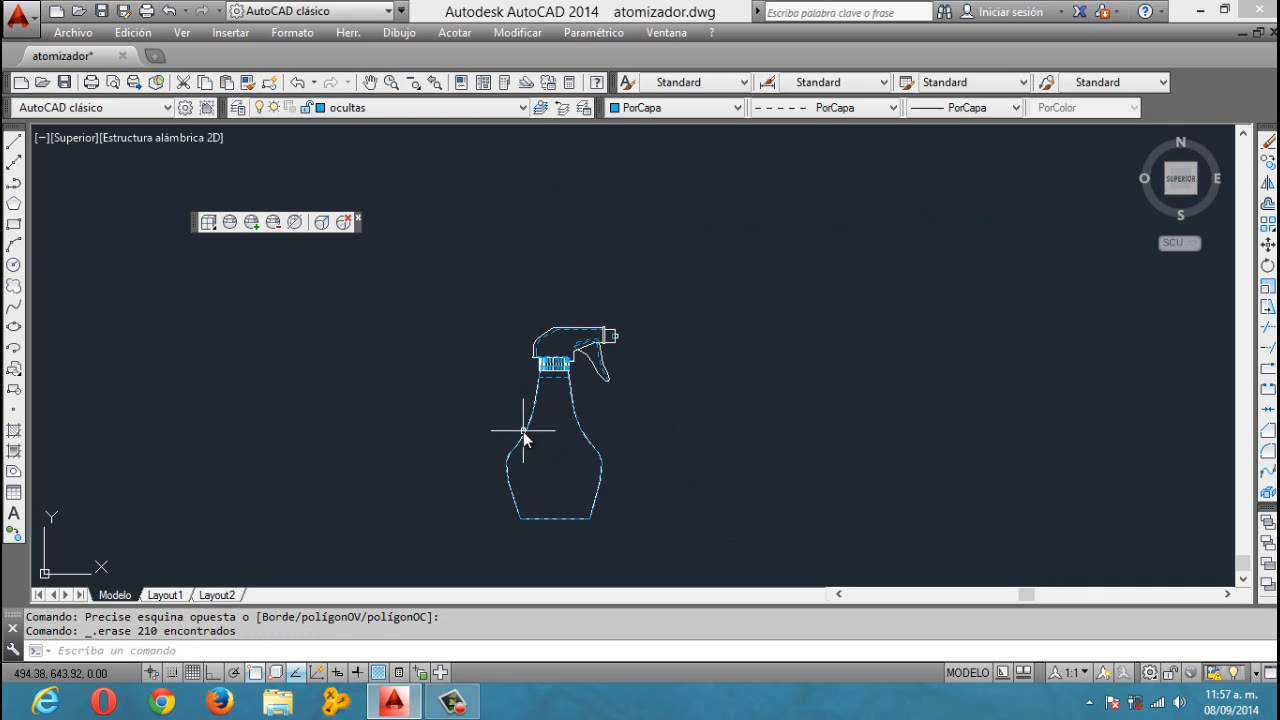 AutoCAD clásico
Autodesk AutoCAD 2014 atomizador.dwg
Escriba palabra clave o frase
Iniciar sesión
Archivo Edición Ver Insertar Formato Herr. Dibujo Acotar Modificar Paramétrico Ventana ?
atomizador*
Standard Standard Standard Standard
AutoCAD clásico ocultas PorCapa PorCapa PorCapa PorColor
[−][Superior][Estructura alámbrica 2D]
N
O SUPERIOR E
S
SCU
Y
X
Modelo Layout1 Layout2
Comando: Precise esquina opuesta o [Borde/polígonOV/polígonOC]:
Comando: _.erase 210 encontrados
Escriba un comando
494.38, 643.92, 0.00 MODELO 1:1
11:57 a. m.
08/09/2014